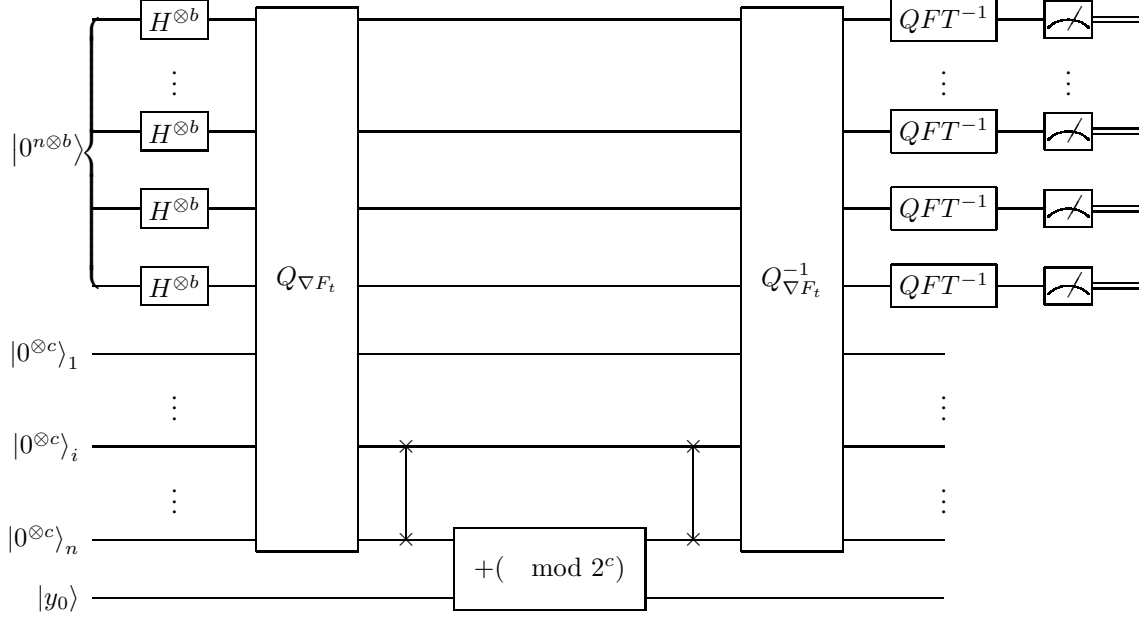 H^{⊗b} QFT^{-1}
⋮ ⋮ ⋮
H^{⊗b} QFT^{-1}
|0^{n⊗b}⟩
H^{⊗b} QFT^{-1}
H^{⊗b} Q_{∇F_t} Q_{∇F_t}^{-1} QFT^{-1}
|0^{⊗c}⟩_1
⋮ ⋮
|0^{⊗c}⟩_i
⋮ ⋮
|0^{⊗c}⟩_n
+( mod 2^c)
|y_0⟩